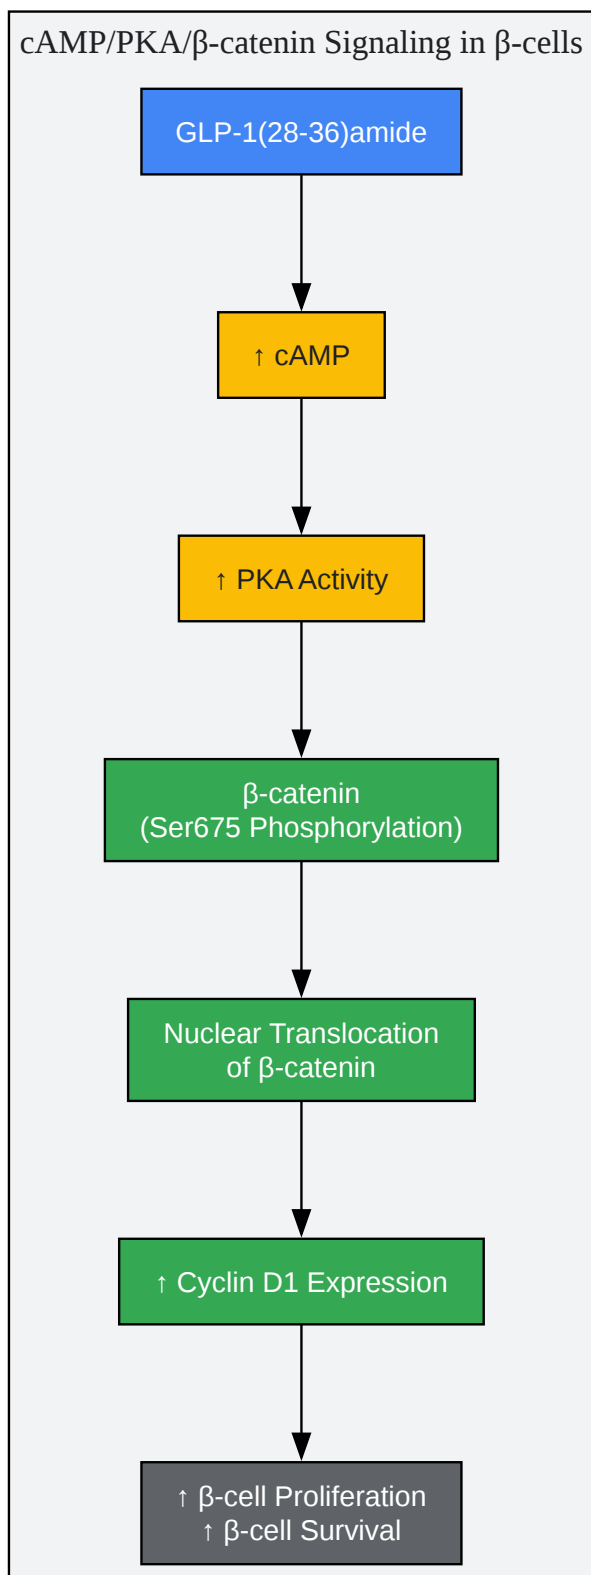 cAMP/PKA/β-catenin Signaling in β-cells
GLP-1(28-36)amide
↑ cAMP
↑ PKA Activity
β-catenin
(Ser675 Phosphorylation)
Nuclear Translocation
of β-catenin
↑ Cyclin D1 Expression
↑ β-cell Proliferation
↑ β-cell Survival